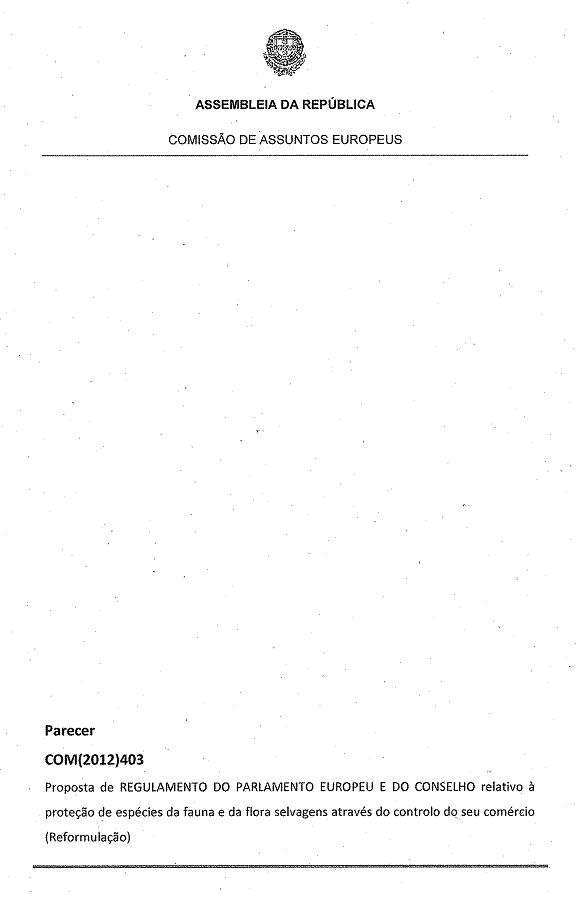 ASSEMBLEIA DA REPÚBLICA
COMISSÃO DE ASSUNTOS EUROPEUS
Parecer
COM(2012)403
Proposta de REGULAMENTO DO PARLAMENTO EUROPEU E DO CONSELHO relativo à
proteção de espécies da fauna e da flora selvagens através do controlo do seu comércio
(Reformulação)